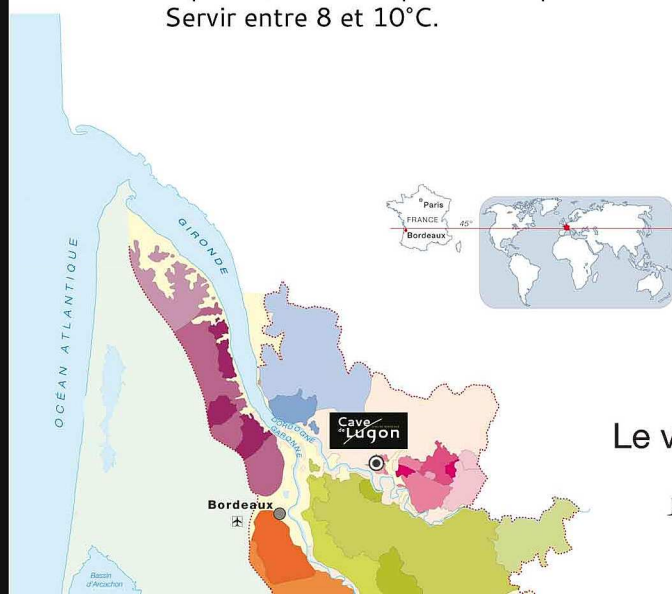 Servir entre 8 et 10°C.
GIRONDE
OCÉAN ATLANTIQUE
Paris
FRANCE
45°
Bordeaux
Cave
de Lugon
DORDOGNE
GARONNE
Le v
Bordeaux
Bassin
d'Arcachon